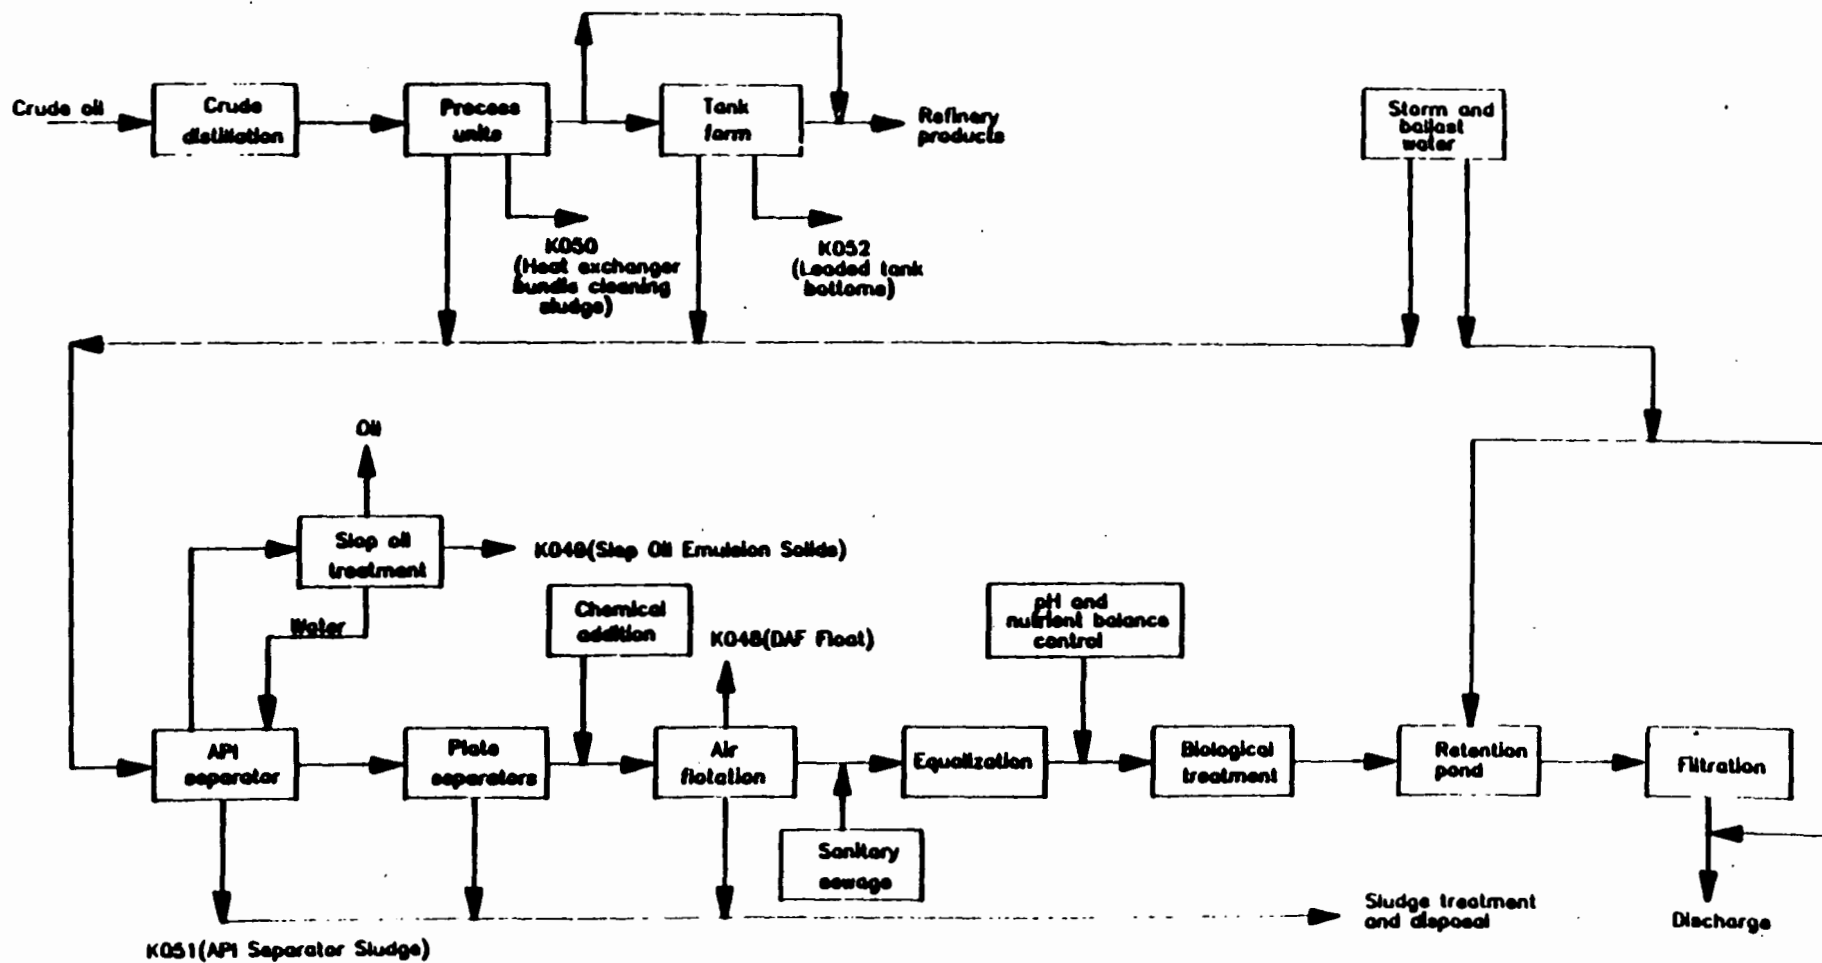 Crude oil
Crude
distillation
Process
units
Tank
farm
Refinery
products
Storm and
ballast
water
K050
(Heat exchanger
bundle cleaning
sludge)
K052
(Leaded tank
bottoms)
Oil
Slop oil
treatment
K049(Slop Oil Emulsion Solids)
Water
Chemical
addition
K048(DAF Float)
pH and
nutrient balance
control
API
separator
Plate
separators
Air
flotation
Equalization
Biological
treatment
Retention
pond
Filtration
Sanitary
sewage
Sludge treatment
and disposal
Discharge
K051(API Separator Sludge)